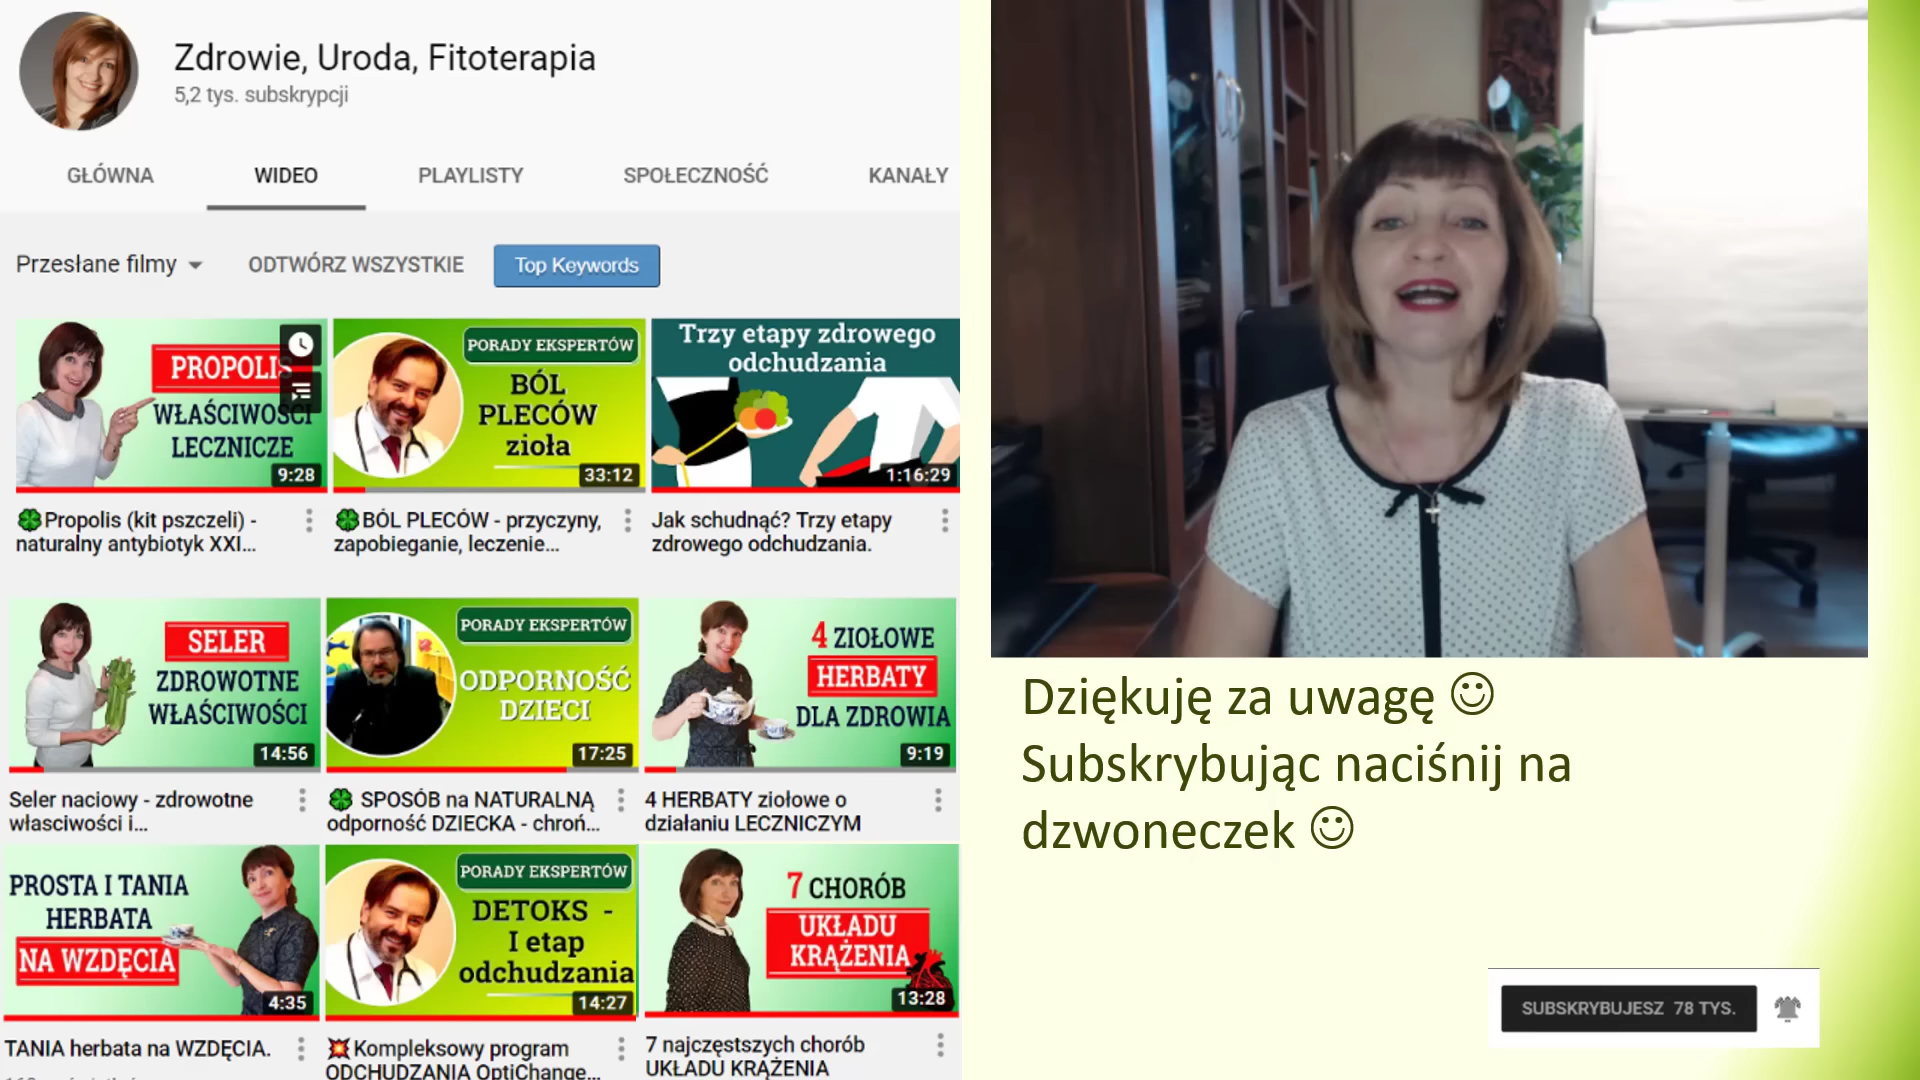 Zdrowie, Uroda, Fitoterapia
5,2 tys. subskrypcji
GŁÓWNA WIDEO PLAYLISTY SPOŁECZNOŚĆ KANAŁY
Przesłane filmy ODTWÓRZ WSZYSTKIE Top Keywords
PROPOLIS
WŁAŚCIWOŚCI
LECZNICZE
9:28
Propolis (kit pszczeli) -
naturalny antybiotyk XXI...
PORADY EKSPERTÓW
BÓL
PLECÓW
zioła
33:12
BÓL PLECÓW - przyczyny,
zapobieganie, leczenie...
Trzy etapy zdrowego
odchudzania
1:16:29
Jak schudnąć? Trzy etapy
zdrowego odchudzania.
SELER
ZDROWOTNE
WŁAŚCIWOŚCI
14:56
Seler naciowy - zdrowotne
własciwości i...
PORADY EKSPERTÓW
ODPORNOŚĆ
DZIECI
17:25
SPOSÓB na NATURALNĄ
odporność DZIECKA - chroń...
4 ZIOŁOWE
HERBATY
DLA ZDROWIA
9:19
4 HERBATY ziołowe o
działaniu LECZNICZYM
PROSTA I TANIA
HERBATA
NA WZDĘCIA
4:35
TANIA herbata na WZDĘCIA.
PORADY EKSPERTÓW
DETOKS -
I etap
odchudzania
14:27
Kompleksowy program
ODCHUDZANIA OptiChange...
7 CHORÓB
UKŁADU
KRĄŻENIA
13:28
7 najczęstszych chorób
UKŁADU KRĄŻENIA
Dziękuję za uwagę
Subskrybując naciśnij na
dzwoneczek
SUBSKRYBUJESZ 78 TYS.